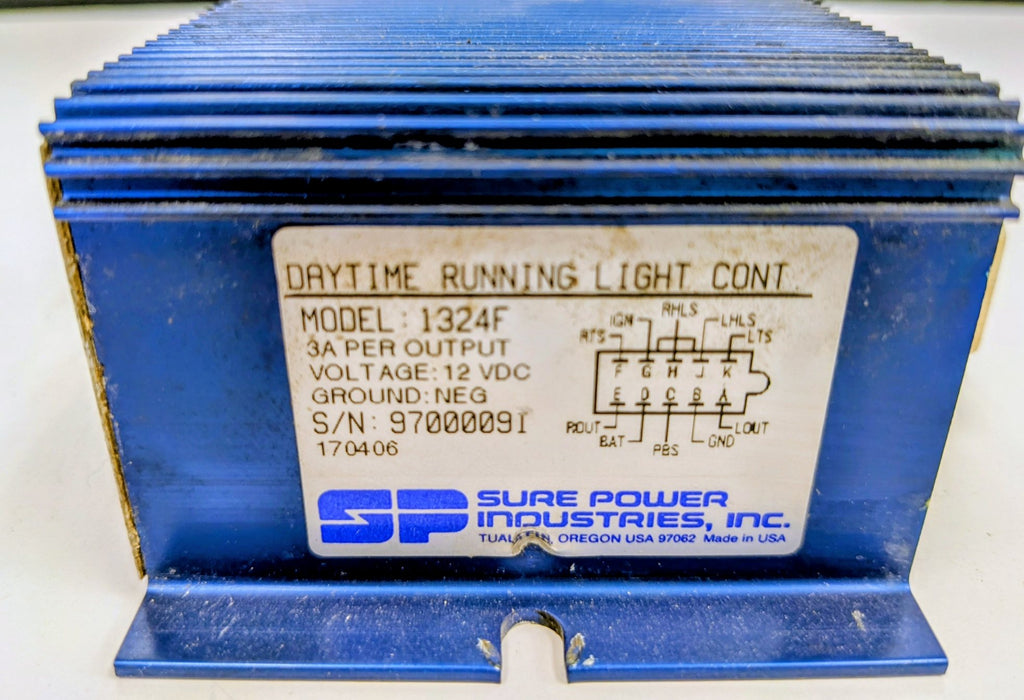 DAYTIME RUNNING LIGHT CONT.
MODEL: 1324F
3A PER OUTPUT
VOLTAGE: 12 VDC
GROUND: NEG
S/N: 97000091
170406
RTS IGN RHLS LHLS LTS
F G H J K
E D C B A
ROUT BAT PBS GND LOUT
SP SURE POWER
INDUSTRIES, INC.
OREGON USA 97062 Made in USA